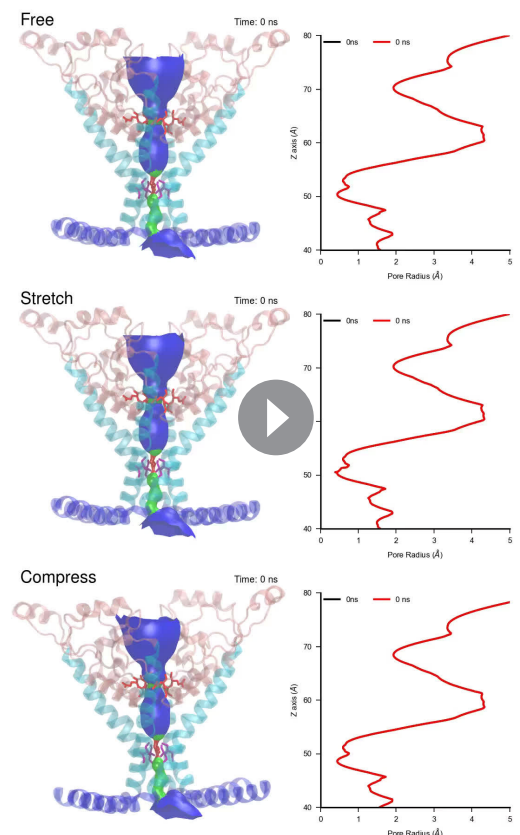 Free
Time: 0 ns
0ns 0 ns
80
70
60
50
40
Z axis (Å)
0 1 2 3 4 5
Pore Radius (Å)
Stretch
Time: 0 ns
0ns 0 ns
80
70
60
50
40
Z axis (Å)
0 1 2 3 4 5
Pore Radius (Å)
Compress
Time: 0 ns
0ns 0 ns
80
70
60
50
40
Z axis (Å)
0 1 2 3 4 5
Pore Radius (Å)